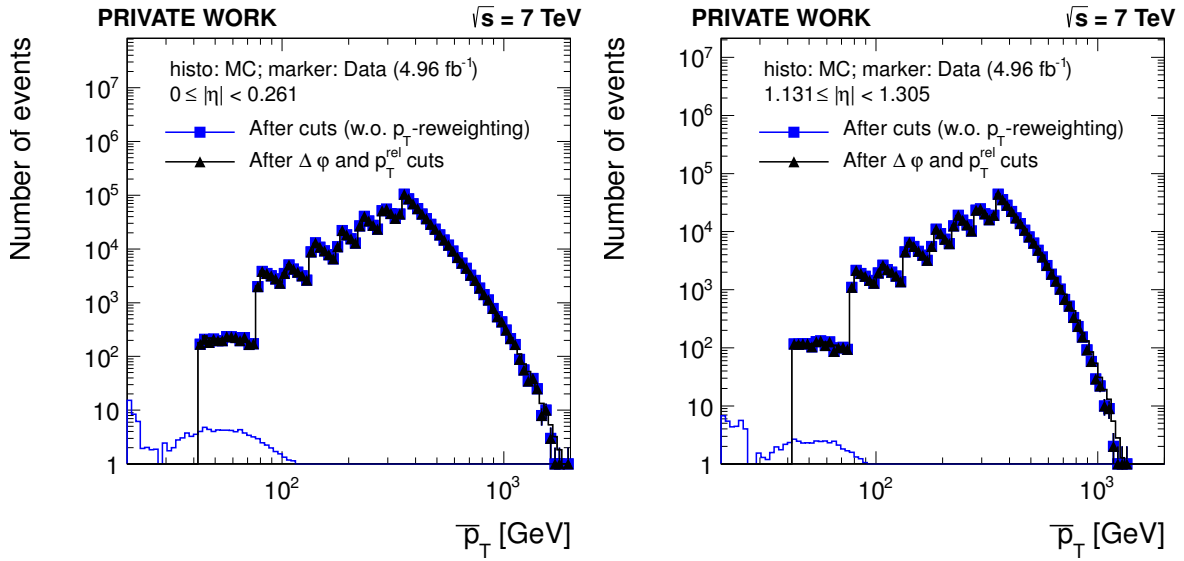 PRIVATE WORK √s = 7 TeV
Number of events
histo: MC; marker: Data (4.96 fb⁻¹)
0 ≤ |η| < 0.261
After cuts (w.o. p_T-reweighting)
After Δ φ and p_T^rel cuts
10⁷
10⁶
10⁵
10⁴
10³
10²
10
1
10² 10³
p̅_T [GeV]
PRIVATE WORK √s = 7 TeV
Number of events
histo: MC; marker: Data (4.96 fb⁻¹)
1.131≤ |η| < 1.305
After cuts (w.o. p_T-reweighting)
After Δ φ and p_T^rel cuts
10⁷
10⁶
10⁵
10⁴
10³
10²
10
1
10² 10³
p̅_T [GeV]